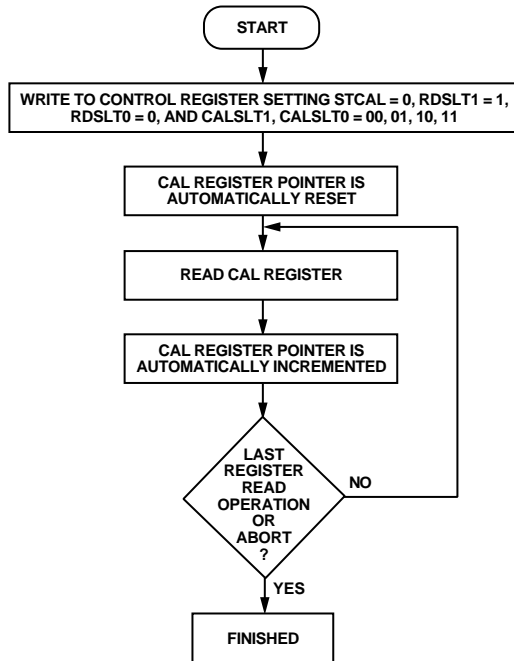 START
WRITE TO CONTROL REGISTER SETTING STCAL = 0, RDSLT1 = 1,
RDSLT0 = 0, AND CALSLT1, CALSLT0 = 00, 01, 10, 11
CAL REGISTER POINTER IS
AUTOMATICALLY RESET
READ CAL REGISTER
CAL REGISTER POINTER IS
AUTOMATICALLY INCREMENTED
LAST
REGISTER
READ
OPERATION
OR
ABORT
?
NO
YES
FINISHED